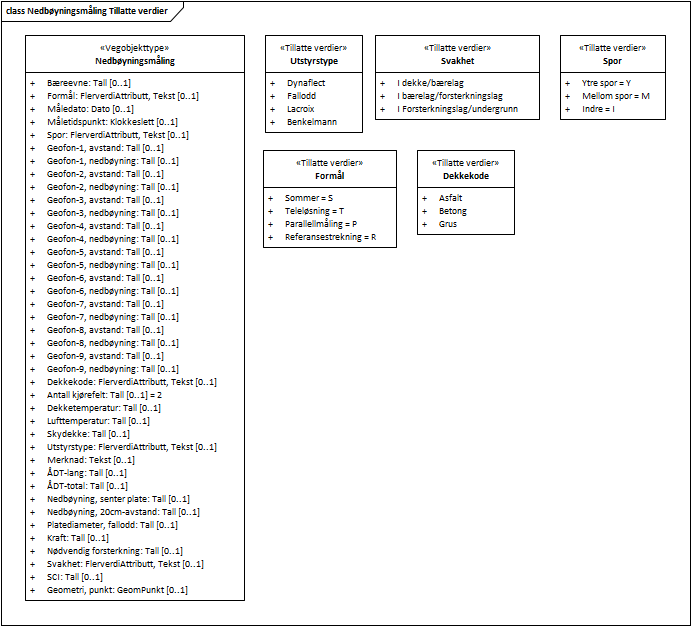 class Nedbøyningsmåling Tillatte verdier
«Vegobjekttype»
Nedbøyningsmåling
+ Bæreevne: Tall [0..1]
+ Formål: FlerverdiAttributt, Tekst [0..1]
+ Måledato: Dato [0..1]
+ Måletidspunkt: Klokkeslett [0..1]
+ Spor: FlerverdiAttributt, Tekst [0..1]
+ Geofon-1, avstand: Tall [0..1]
+ Geofon-1, nedbøyning: Tall [0..1]
+ Geofon-2, avstand: Tall [0..1]
+ Geofon-2, nedbøyning: Tall [0..1]
+ Geofon-3, avstand: Tall [0..1]
+ Geofon-3, nedbøyning: Tall [0..1]
+ Geofon-4, avstand: Tall [0..1]
+ Geofon-4, nedbøyning: Tall [0..1]
+ Geofon-5, avstand: Tall [0..1]
+ Geofon-5, nedbøyning: Tall [0..1]
+ Geofon-6, avstand: Tall [0..1]
+ Geofon-6, nedbøyning: Tall [0..1]
+ Geofon-7, avstand: Tall [0..1]
+ Geofon-7, nedbøyning: Tall [0..1]
+ Geofon-8, avstand: Tall [0..1]
+ Geofon-8, nedbøyning: Tall [0..1]
+ Geofon-9, avstand: Tall [0..1]
+ Geofon-9, nedbøyning: Tall [0..1]
+ Dekkekode: FlerverdiAttributt, Tekst [0..1]
+ Antall kjørefelt: Tall [0..1] = 2
+ Dekketemperatur: Tall [0..1]
+ Lufttemperatur: Tall [0..1]
+ Skydekke: Tall [0..1]
+ Utstyrstype: FlerverdiAttributt, Tekst [0..1]
+ Merknad: Tekst [0..1]
+ ÅDT-lang: Tall [0..1]
+ ÅDT-total: Tall [0..1]
+ Nedbøyning, senter plate: Tall [0..1]
+ Nedbøyning, 20cm-avstand: Tall [0..1]
+ Platediameter, fallodd: Tall [0..1]
+ Kraft: Tall [0..1]
+ Nødvendig forsterkning: Tall [0..1]
+ Svakhet: FlerverdiAttributt, Tekst [0..1]
+ SCI: Tall [0..1]
+ Geometri, punkt: GeomPunkt [0..1]
«Tillatte verdier»
Utstyrstype
+ Dynaflect
+ Fallodd
+ Lacroix
+ Benkelmann
«Tillatte verdier»
Svakhet
+ I dekke/bærelag
+ I bærelag/forsterkningslag
+ I Forsterkningslag/undergrunn
«Tillatte verdier»
Spor
+ Ytre spor = Y
+ Mellom spor = M
+ Indre = I
«Tillatte verdier»
Formål
+ Sommer = S
+ Teleløsning = T
+ Parallellmåling = P
+ Referansestrekning = R
«Tillatte verdier»
Dekkekode
+ Asfalt
+ Betong
+ Grus